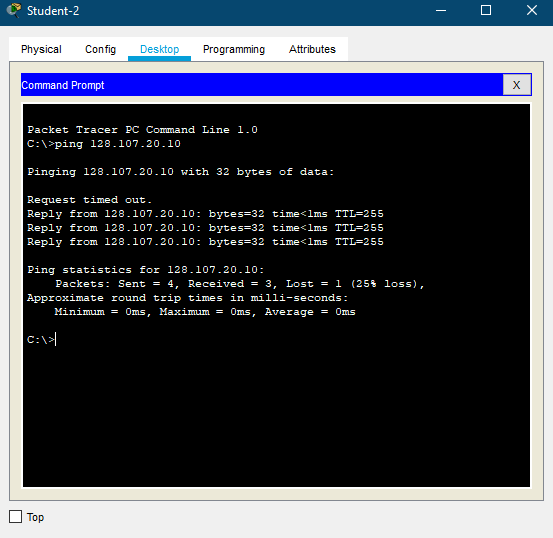 Student-2
Physical Config Desktop Programming Attributes
Command Prompt X
Packet Tracer PC Command Line 1.0
C:\>ping 128.107.20.10
Pinging 128.107.20.10 with 32 bytes of data:
Request timed out.
Reply from 128.107.20.10: bytes=32 time<1ms TTL=255
Reply from 128.107.20.10: bytes=32 time<1ms TTL=255
Reply from 128.107.20.10: bytes=32 time<1ms TTL=255
Ping statistics for 128.107.20.10:
    Packets: Sent = 4, Received = 3, Lost = 1 (25% loss),
Approximate round trip times in milli-seconds:
    Minimum = 0ms, Maximum = 0ms, Average = 0ms
C:\>
Top